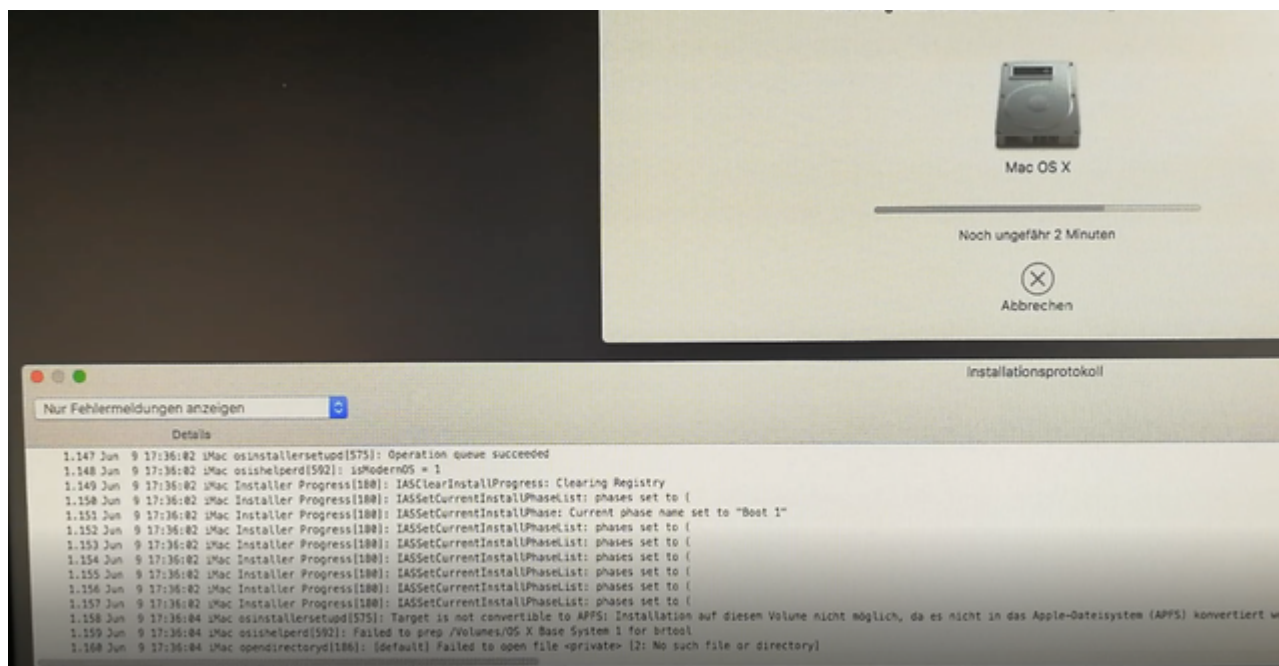 Mac OS X
Noch ungefähr 2 Minuten
Abbrechen
Installationsprotokoll
Nur Fehlermeldungen anzeigen
Details
1.147 Jun 9 17:36:02 iMac osinstallersetupd[575]: Operation queue succeeded
1.148 Jun 9 17:36:02 iMac osishelperd[592]: isModernOS = 1
1.149 Jun 9 17:36:02 iMac Installer Progress[180]: IASClearInstallProgress: Clearing Registry
1.150 Jun 9 17:36:02 iMac Installer Progress[180]: IASSetCurrentInstallPhaseList: phases set to (
1.151 Jun 9 17:36:02 iMac Installer Progress[180]: IASSetCurrentInstallPhase: Current phase name set to "Boot 1"
1.152 Jun 9 17:36:02 iMac Installer Progress[180]: IASSetCurrentInstallPhaseList: phases set to (
1.153 Jun 9 17:36:02 iMac Installer Progress[180]: IASSetCurrentInstallPhaseList: phases set to (
1.154 Jun 9 17:36:02 iMac Installer Progress[180]: IASSetCurrentInstallPhaseList: phases set to (
1.155 Jun 9 17:36:02 iMac Installer Progress[180]: IASSetCurrentInstallPhaseList: phases set to (
1.156 Jun 9 17:36:02 iMac Installer Progress[180]: IASSetCurrentInstallPhaseList: phases set to (
1.157 Jun 9 17:36:02 iMac Installer Progress[180]: IASSetCurrentInstallPhaseList: phases set to (
1.158 Jun 9 17:36:04 iMac osinstallersetupd[575]: Target is not convertible to APFS: Installation auf diesem Volume nicht möglich, da es nicht in das Apple-Dateisystem (APFS) konvertiert
1.159 Jun 9 17:36:04 iMac osishelperd[592]: Failed to prep /Volumes/OS X Base System 1 for brtool
1.160 Jun 9 17:36:04 iMac opendirectoryd[186]: [default] Failed to open file <private> [2: No such file or directory]